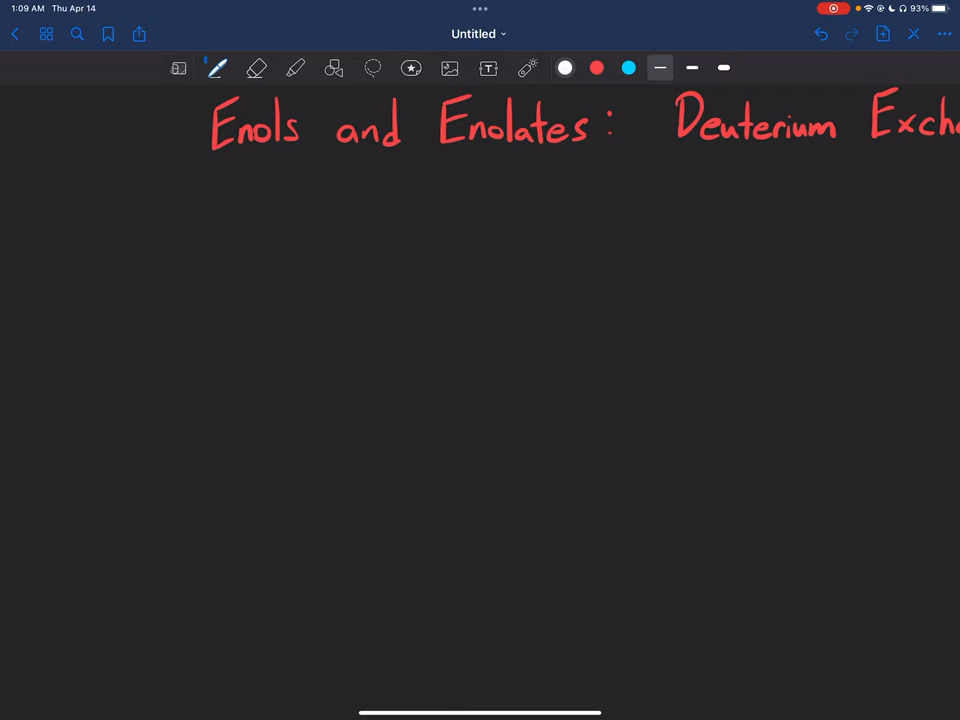 1:09 AM Thu Apr 14
93%
Untitled
T
Enols and Enolates: Deuterium Exch